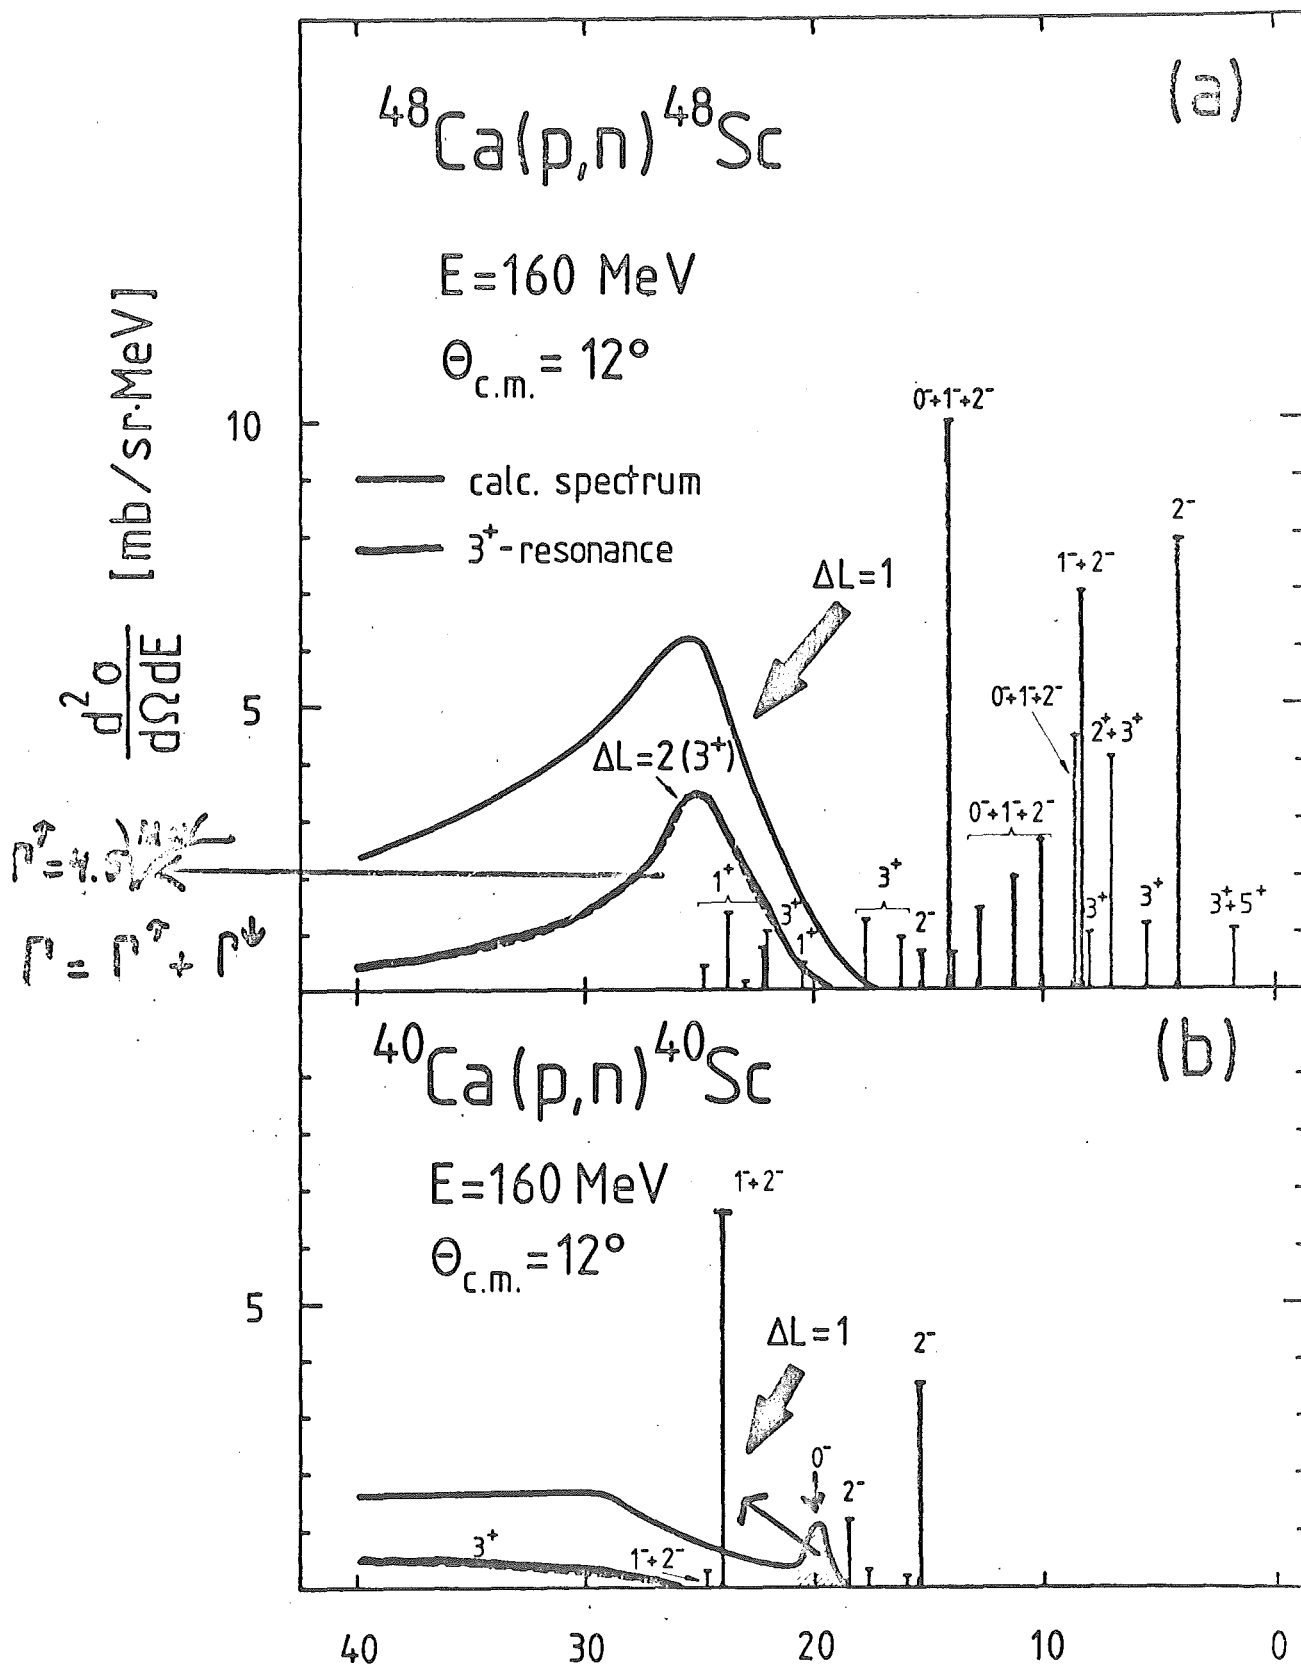 (a)
⁴⁸Ca(p,n)⁴⁸Sc
E=160 MeV
Θc.m.= 12°
10
5
d²σ/dΩdE [mb/sr·MeV]
calc. spectrum
3⁺-resonance
ΔL=1
ΔL=2(3⁺)
0⁻+1⁻+2⁻
2⁻
1⁻+2⁻
0⁻+1⁻+2⁻
2⁺+3⁺
0⁻+1⁻+2⁻
1⁺
3⁺
1⁺
3⁺
2⁻
3⁺
3⁺
3⁺+5⁺
Γ↑=4.5
Γ = Γ↑ + Γ↓
(b)
⁴⁰Ca(p,n)⁴⁰Sc
E=160 MeV
Θc.m.=12°
1⁻+2⁻
5
ΔL=1
2⁻
0⁻
2⁻
3⁺
1⁻+2⁻
40 30 20 10 0